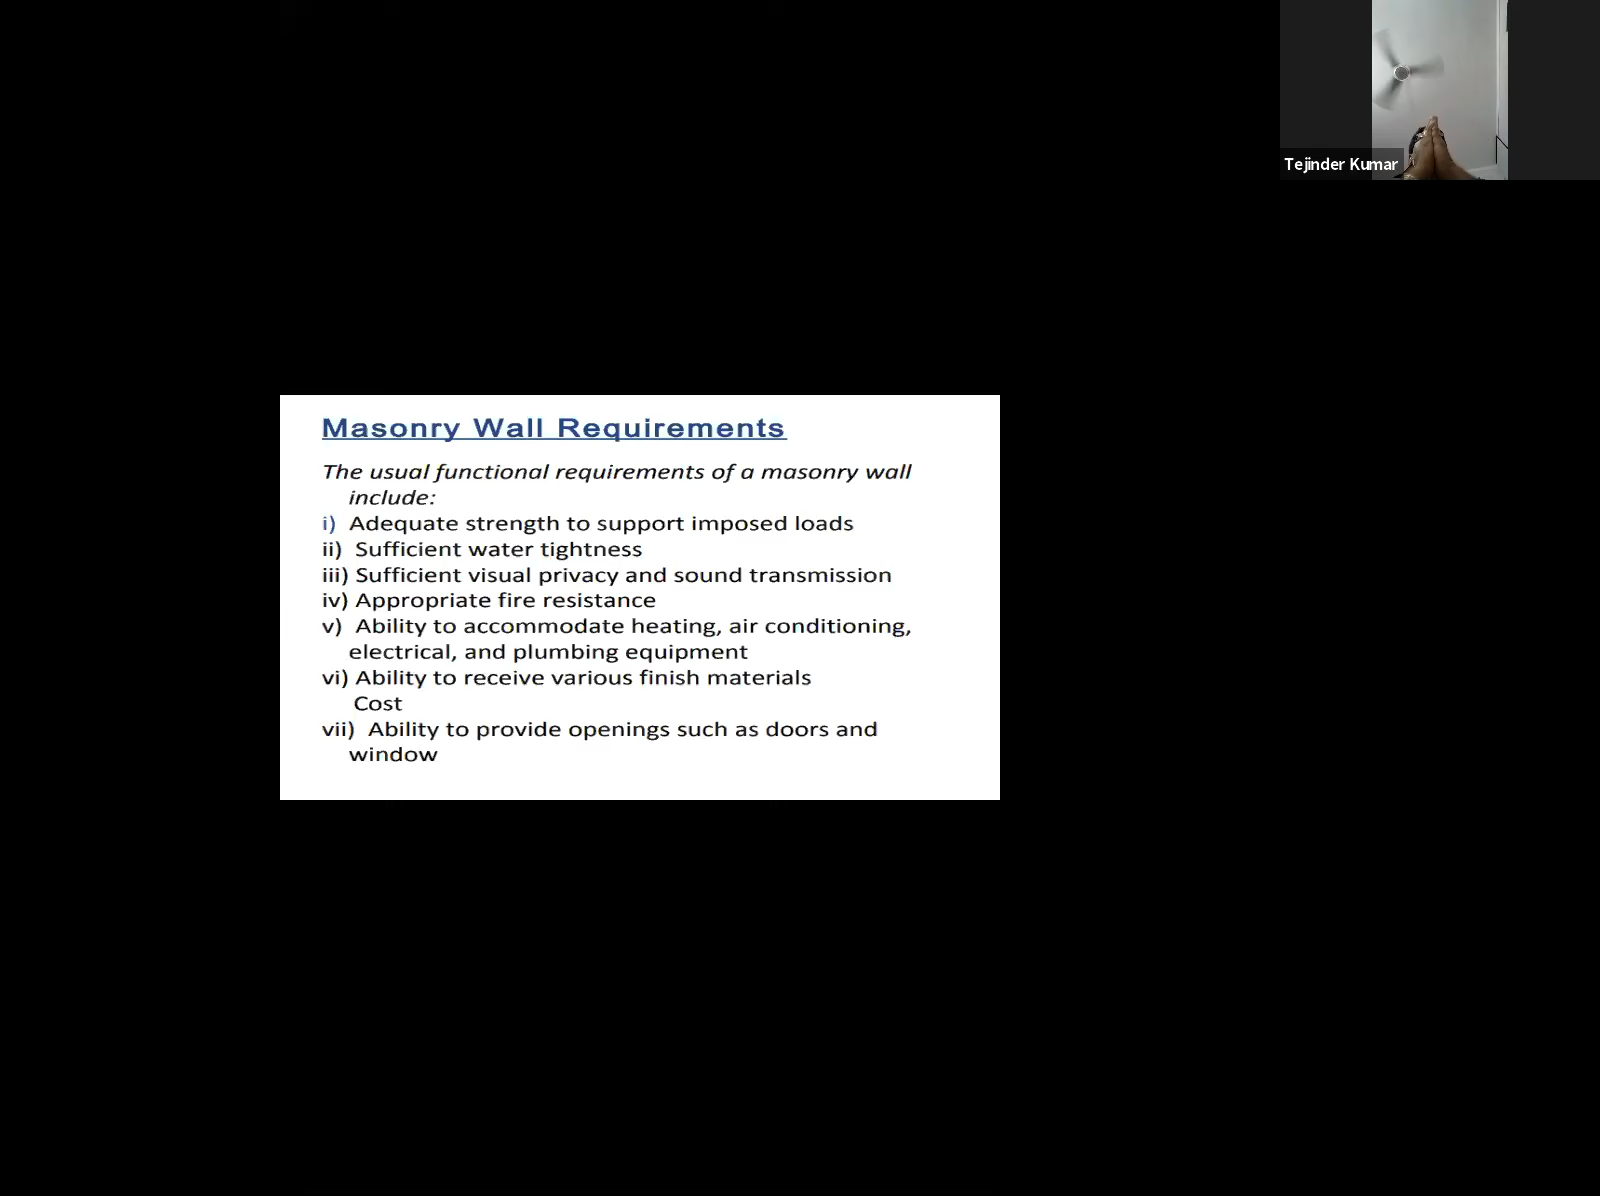 Tejinder Kumar
Masonry Wall Requirements
The usual functional requirements of a masonry wall
include:
i) Adequate strength to support imposed loads
ii) Sufficient water tightness
iii) Sufficient visual privacy and sound transmission
iv) Appropriate fire resistance
v) Ability to accommodate heating, air conditioning,
electrical, and plumbing equipment
vi) Ability to receive various finish materials
Cost
vii) Ability to provide openings such as doors and
window